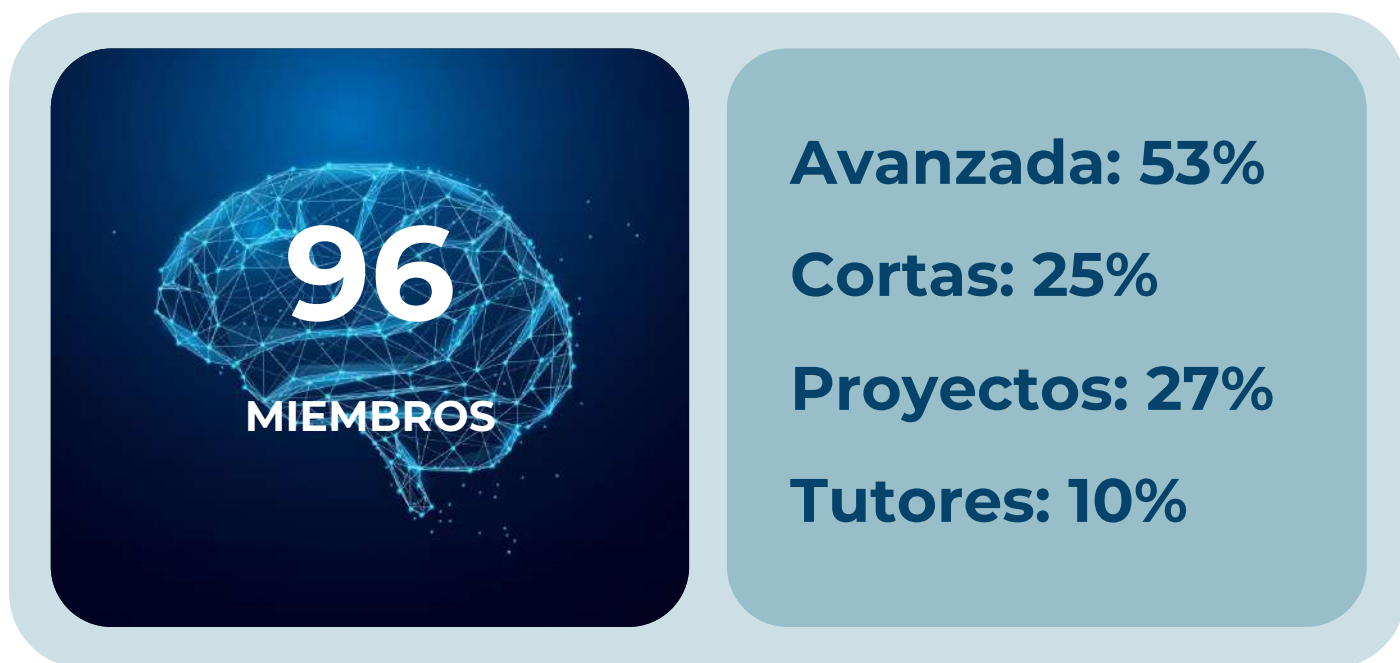 96
MIEMBROS
Avanzada: 53%
Cortas: 25%
Proyectos: 27%
Tutores: 10%